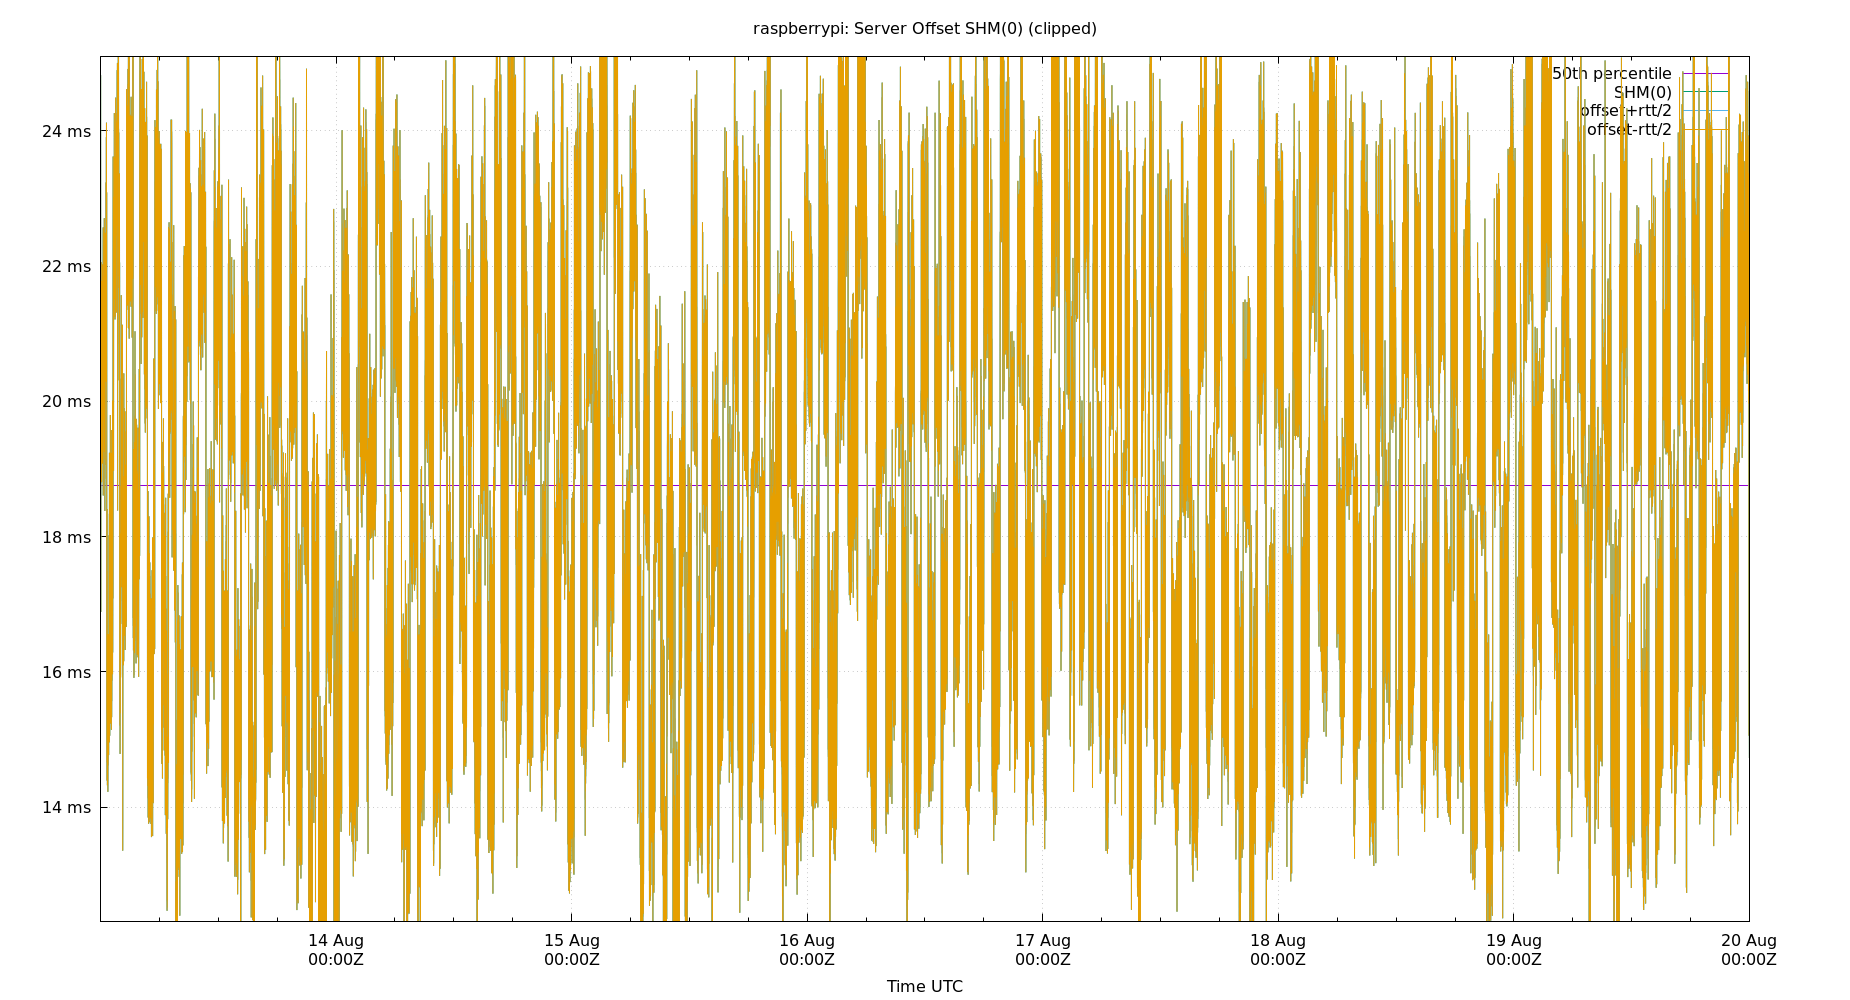 raspberrypi: Server Offset SHM(0) (clipped)
50th percentile
SHM(0)
offset+rtt/2
offset-rtt/2
24 ms
22 ms
20 ms
18 ms
16 ms
14 ms
14 Aug 15 Aug 16 Aug 17 Aug 18 Aug 19 Aug 20 Aug
00:00Z 00:00Z 00:00Z 00:00Z 00:00Z 00:00Z 00:00Z
Time UTC